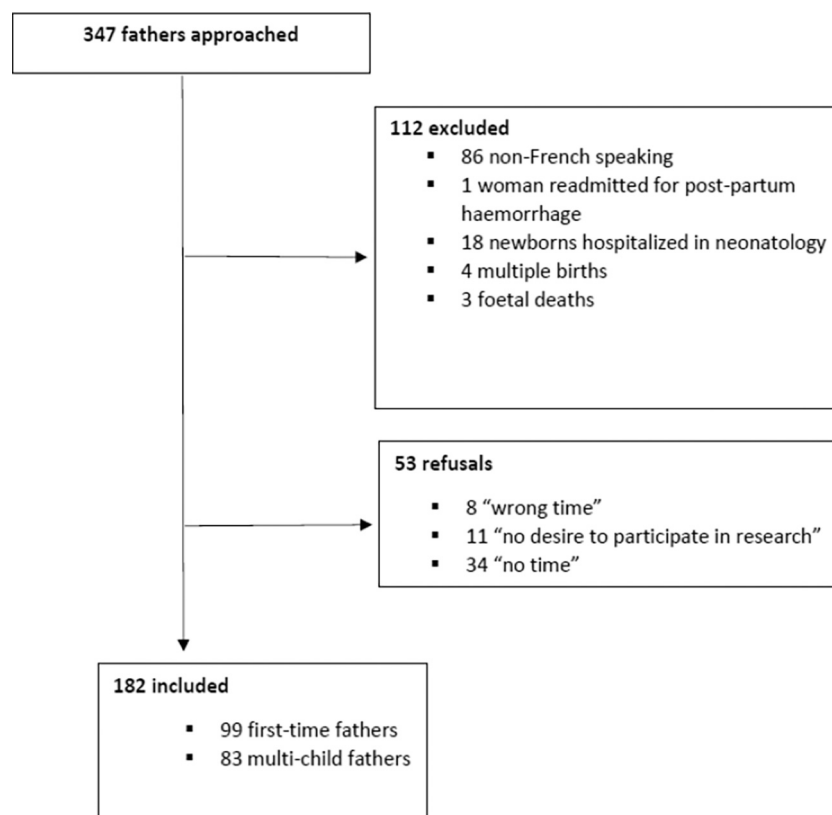 347 fathers approached
112 excluded
▪ 86 non-French speaking
▪ 1 woman readmitted for post-partum
haemorrhage
▪ 18 newborns hospitalized in neonatology
▪ 4 multiple births
▪ 3 foetal deaths
53 refusals
▪ 8 “wrong time”
▪ 11 “no desire to participate in research”
▪ 34 “no time”
182 included
▪ 99 first-time fathers
▪ 83 multi-child fathers